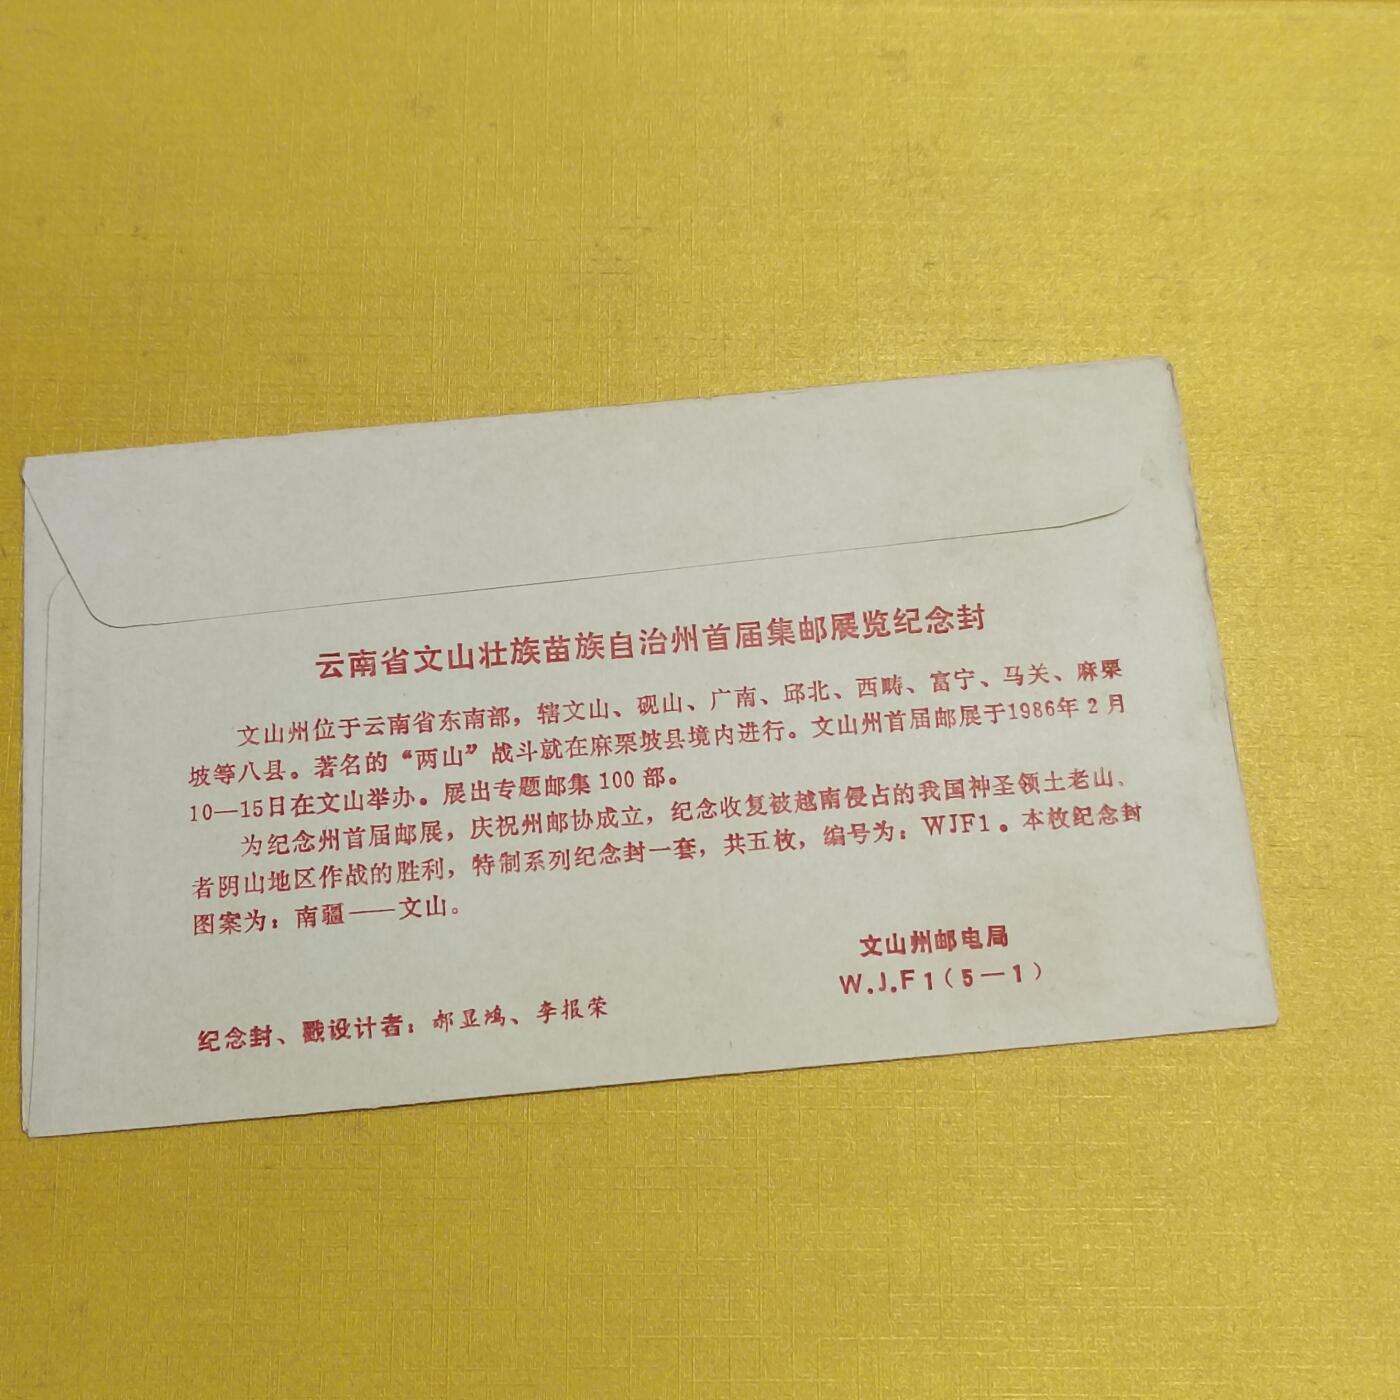 云南省文山壮族苗族自治州首届集邮展览纪念封
文山州位于云南省东南部，辖文山、砚山、广南、邱北、西畴、富宁、马关、麻栗
坡等八县。著名的“两山”战斗就在麻栗坡县境内进行。文山州首届邮展于1986年2月
10—15日在文山举办。展出专题邮集100部。
为纪念州首届邮展，庆祝州邮协成立，纪念收复被越南侵占的我国神圣领土老山、
者阴山地区作战的胜利，特制系列纪念封一套，共五枚，编号为：WJF1。本枚纪念封
图案为：南疆——文山。
文山州邮电局
W.J.F1(5—1)
纪念封、戳设计者：郝显鸿、李报荣